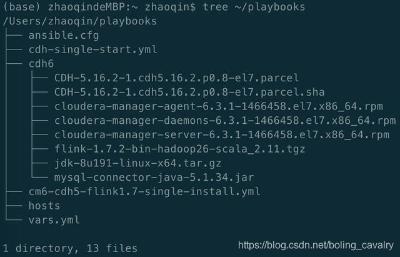 (base) zhaoqindeMBP:~ zhaoqin$ tree ~/playbooks
/Users/zhaoqin/playbooks
├── ansible.cfg
├── cdh-single-start.yml
├── cdh6
│   ├── CDH-5.16.2-1.cdh5.16.2.p0.8-el7.parcel
│   ├── CDH-5.16.2-1.cdh5.16.2.p0.8-el7.parcel.sha
│   ├── cloudera-manager-agent-6.3.1-1466458.el7.x86_64.rpm
│   ├── cloudera-manager-daemons-6.3.1-1466458.el7.x86_64.rpm
│   ├── cloudera-manager-server-6.3.1-1466458.el7.x86_64.rpm
│   ├── flink-1.7.2-bin-hadoop26-scala_2.11.tgz
│   ├── jdk-8u191-linux-x64.tar.gz
│   └── mysql-connector-java-5.1.34.jar
├── cm6-cdh5-flink1.7-single-install.yml
├── hosts
└── vars.yml
1 directory, 13 files
https://blog.csdn.net/boling_cavalry